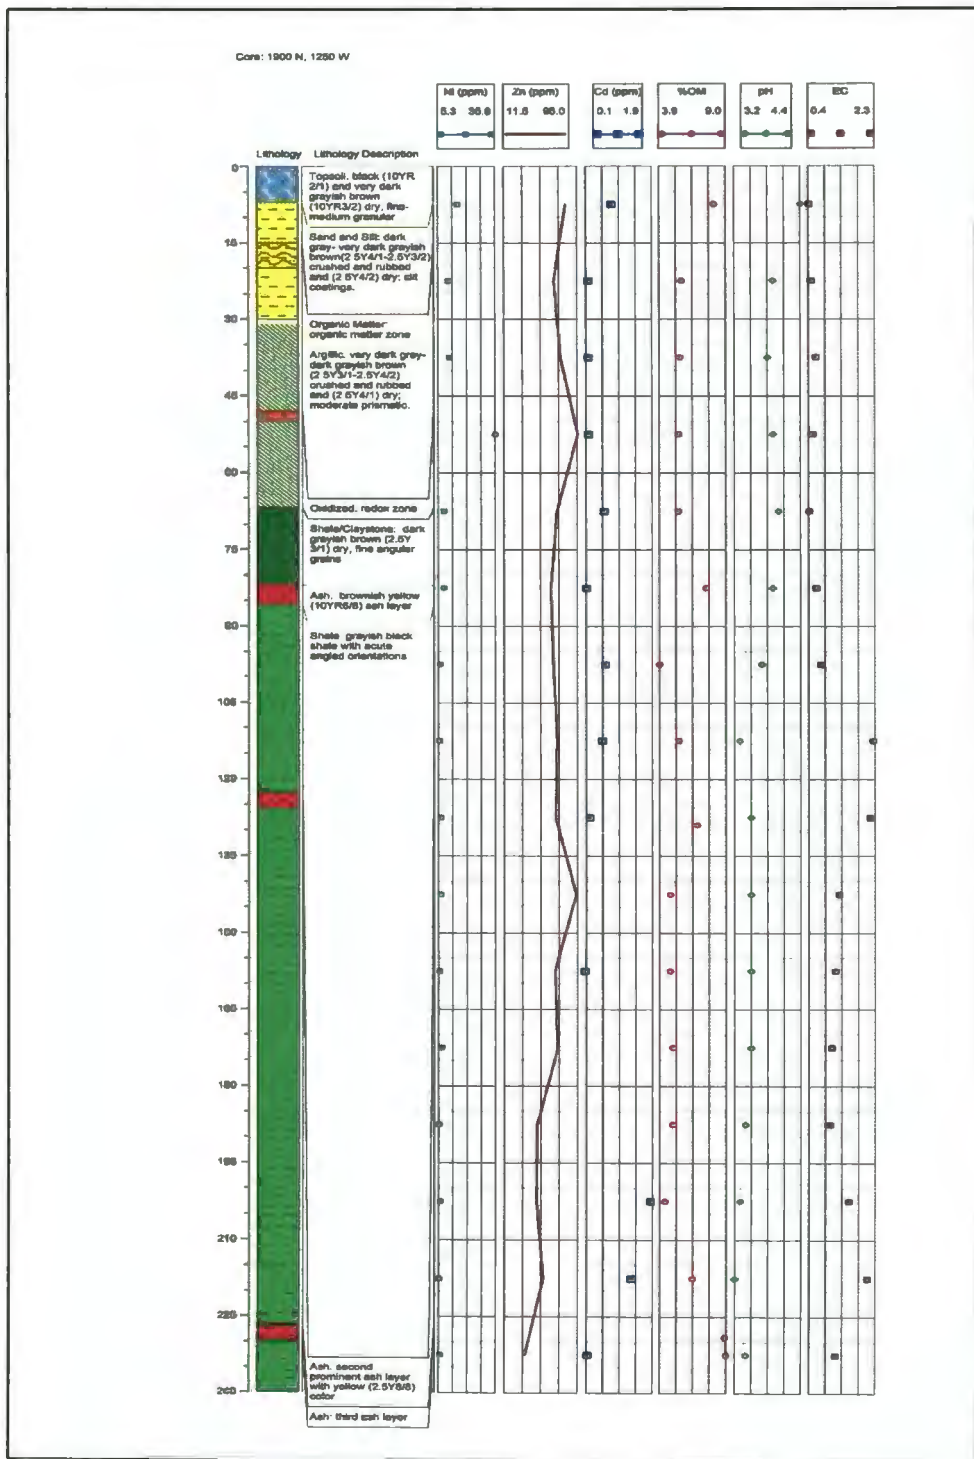 Core: 1900 N, 1250 W
Ni (ppm)
5.3 35.9
Zn (ppm)
11.5 95.0
Cd (ppm)
0.1 1.9
%OM
3.9 9.0
pH
3.2 4.4
EC
0.4 2.3
Lithology Lithology Description
0
15
30
45
60
75
90
105
120
135
150
165
180
195
210
225
240
Topsoil. black (10YR
2/1) and very dark
grayish brown
(10YR3/2) dry, fine-
medium granular
Sand and Silt: dark
gray- very dark grayish
brown(2.5Y4/1-2.5Y3/2)
crushed and rubbed
and (2.5Y4/2) dry; silt
coatings.
Organic Matter:
organic matter zone
Argillic. very dark gray-
dark grayish brown
(2.5Y3/1-2.5Y4/2)
crushed and rubbed
and (2.5Y4/1) dry;
moderate prismatic.
Oxidized. redox zone
Shale/Claystone: dark
grayish brown (2.5Y
3/1) dry, fine angular
grains
Ash. brownish yellow
(10YR6/8) ash layer
Shale grayish black
shale with acute
angled orientations
Ash. second
prominent ash layer
with yellow (2.5Y8/8)
color
Ash: third ash layer